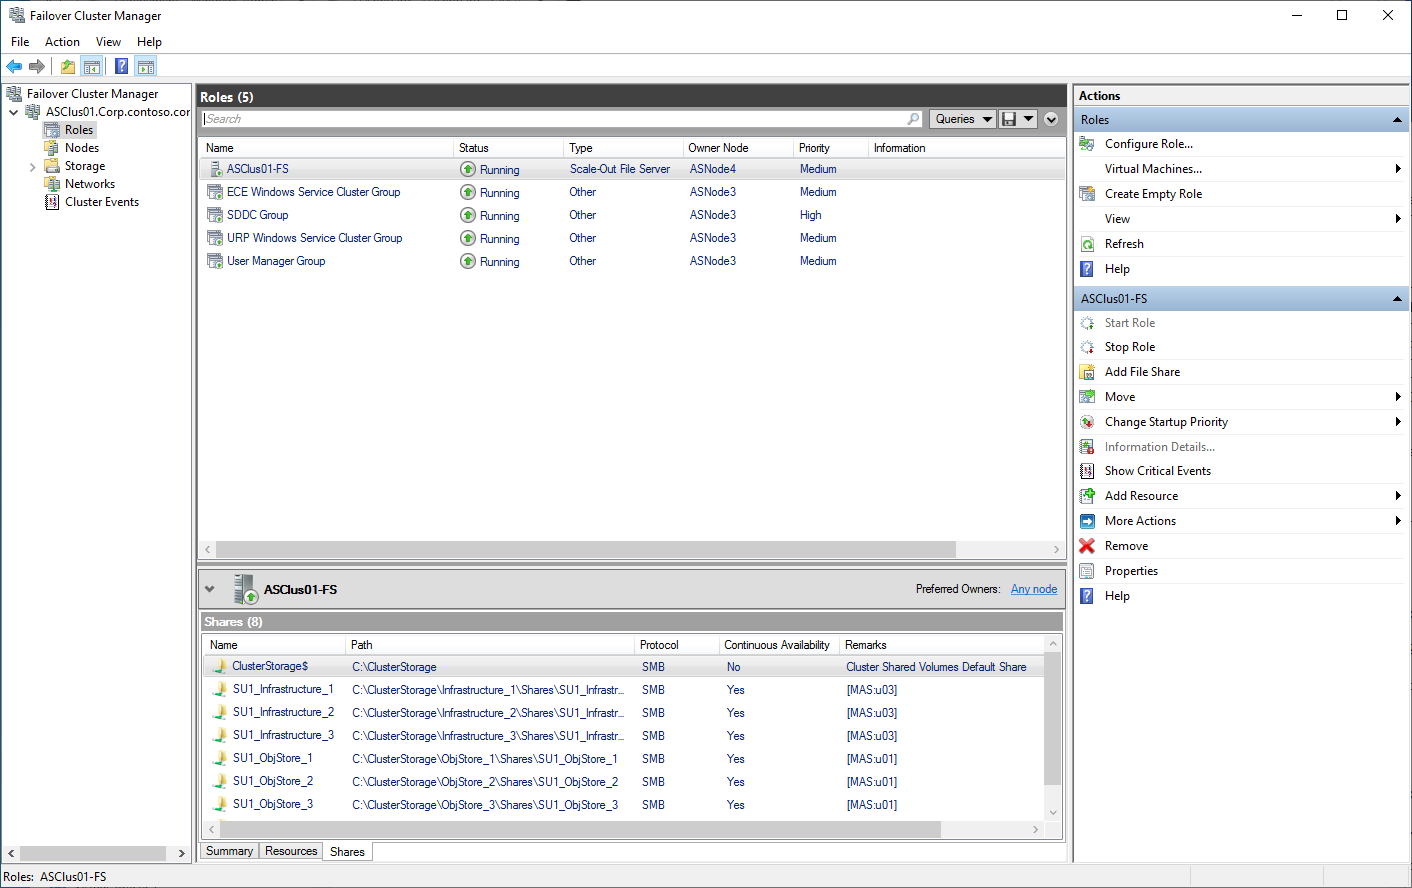 Failover Cluster Manager
File Action View Help
Failover Cluster Manager
ASClus01.Corp.contoso.cor
Roles
Nodes
Storage
Networks
Cluster Events
Roles (5)
Search
Queries
Name Status Type Owner Node Priority Information
ASClus01-FS Running Scale-Out File Server ASNode4 Medium
ECE Windows Service Cluster Group Running Other ASNode3 Medium
SDDC Group Running Other ASNode3 High
URP Windows Service Cluster Group Running Other ASNode3 Medium
User Manager Group Running Other ASNode3 Medium
ASClus01-FS
Preferred Owners: Any node
Shares (8)
Name Path Protocol Continuous Availability Remarks
ClusterStorage$ C:\ClusterStorage SMB No Cluster Shared Volumes Default Share
SU1_Infrastructure_1 C:\ClusterStorage\Infrastructure_1\Shares\SU1_Infrastr... SMB Yes [MAS:u03]
SU1_Infrastructure_2 C:\ClusterStorage\Infrastructure_2\Shares\SU1_Infrastr... SMB Yes [MAS:u03]
SU1_Infrastructure_3 C:\ClusterStorage\Infrastructure_3\Shares\SU1_Infrastr... SMB Yes [MAS:u03]
SU1_ObjStore_1 C:\ClusterStorage\ObjStore_1\Shares\SU1_ObjStore_1 SMB Yes [MAS:u01]
SU1_ObjStore_2 C:\ClusterStorage\ObjStore_2\Shares\SU1_ObjStore_2 SMB Yes [MAS:u01]
SU1_ObjStore_3 C:\ClusterStorage\ObjStore_3\Shares\SU1_ObjStore_3 SMB Yes [MAS:u01]
Summary Resources Shares
Actions
Roles
Configure Role...
Virtual Machines...
Create Empty Role
View
Refresh
Help
ASClus01-FS
Start Role
Stop Role
Add File Share
Move
Change Startup Priority
Information Details...
Show Critical Events
Add Resource
More Actions
Remove
Properties
Help
Roles: ASClus01-FS